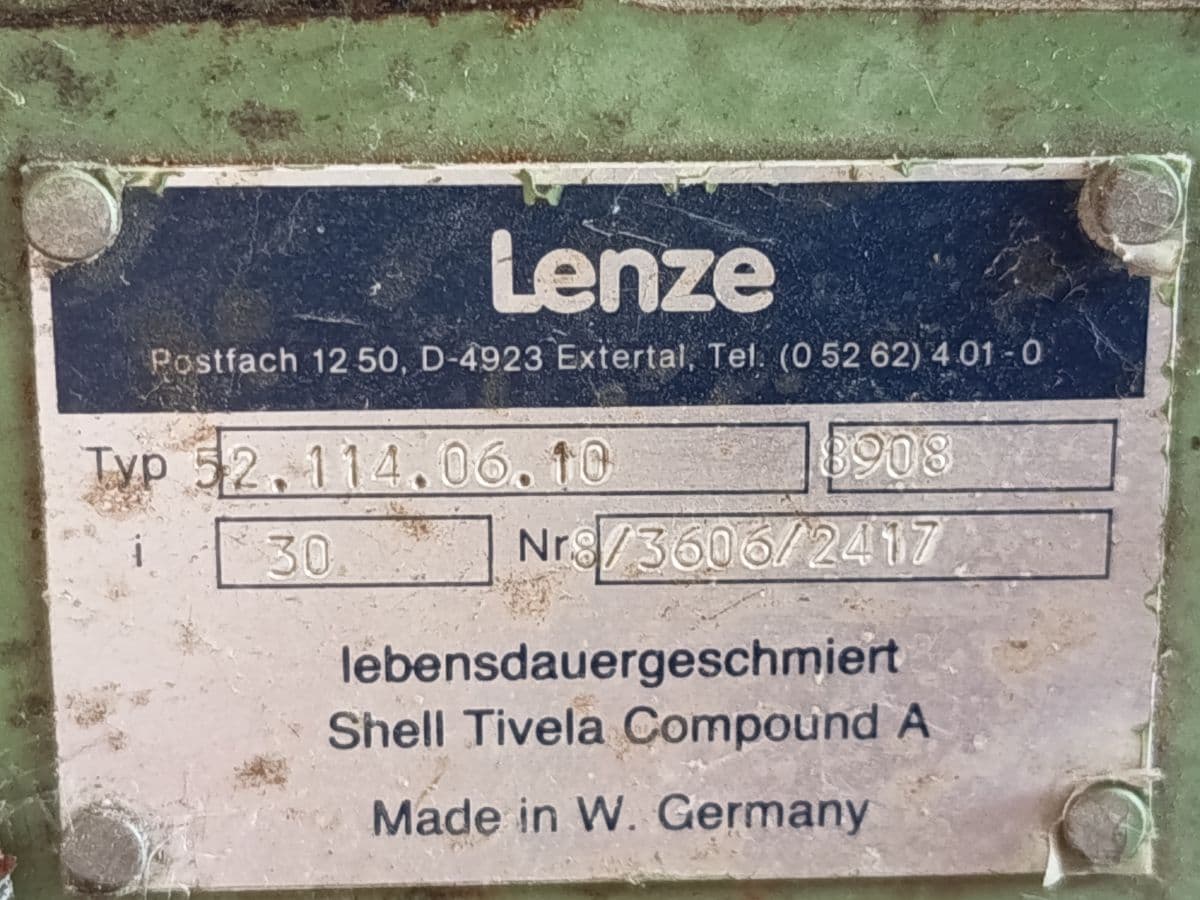 Lenze
Postfach 12 50, D-4923 Extertal, Tel. (0 52 62) 4 01 - 0
Typ 52.114.06.10 8908
i 30 Nr 8/3606/2417
lebensdauergeschmiert
Shell Tivela Compound A
Made in W. Germany